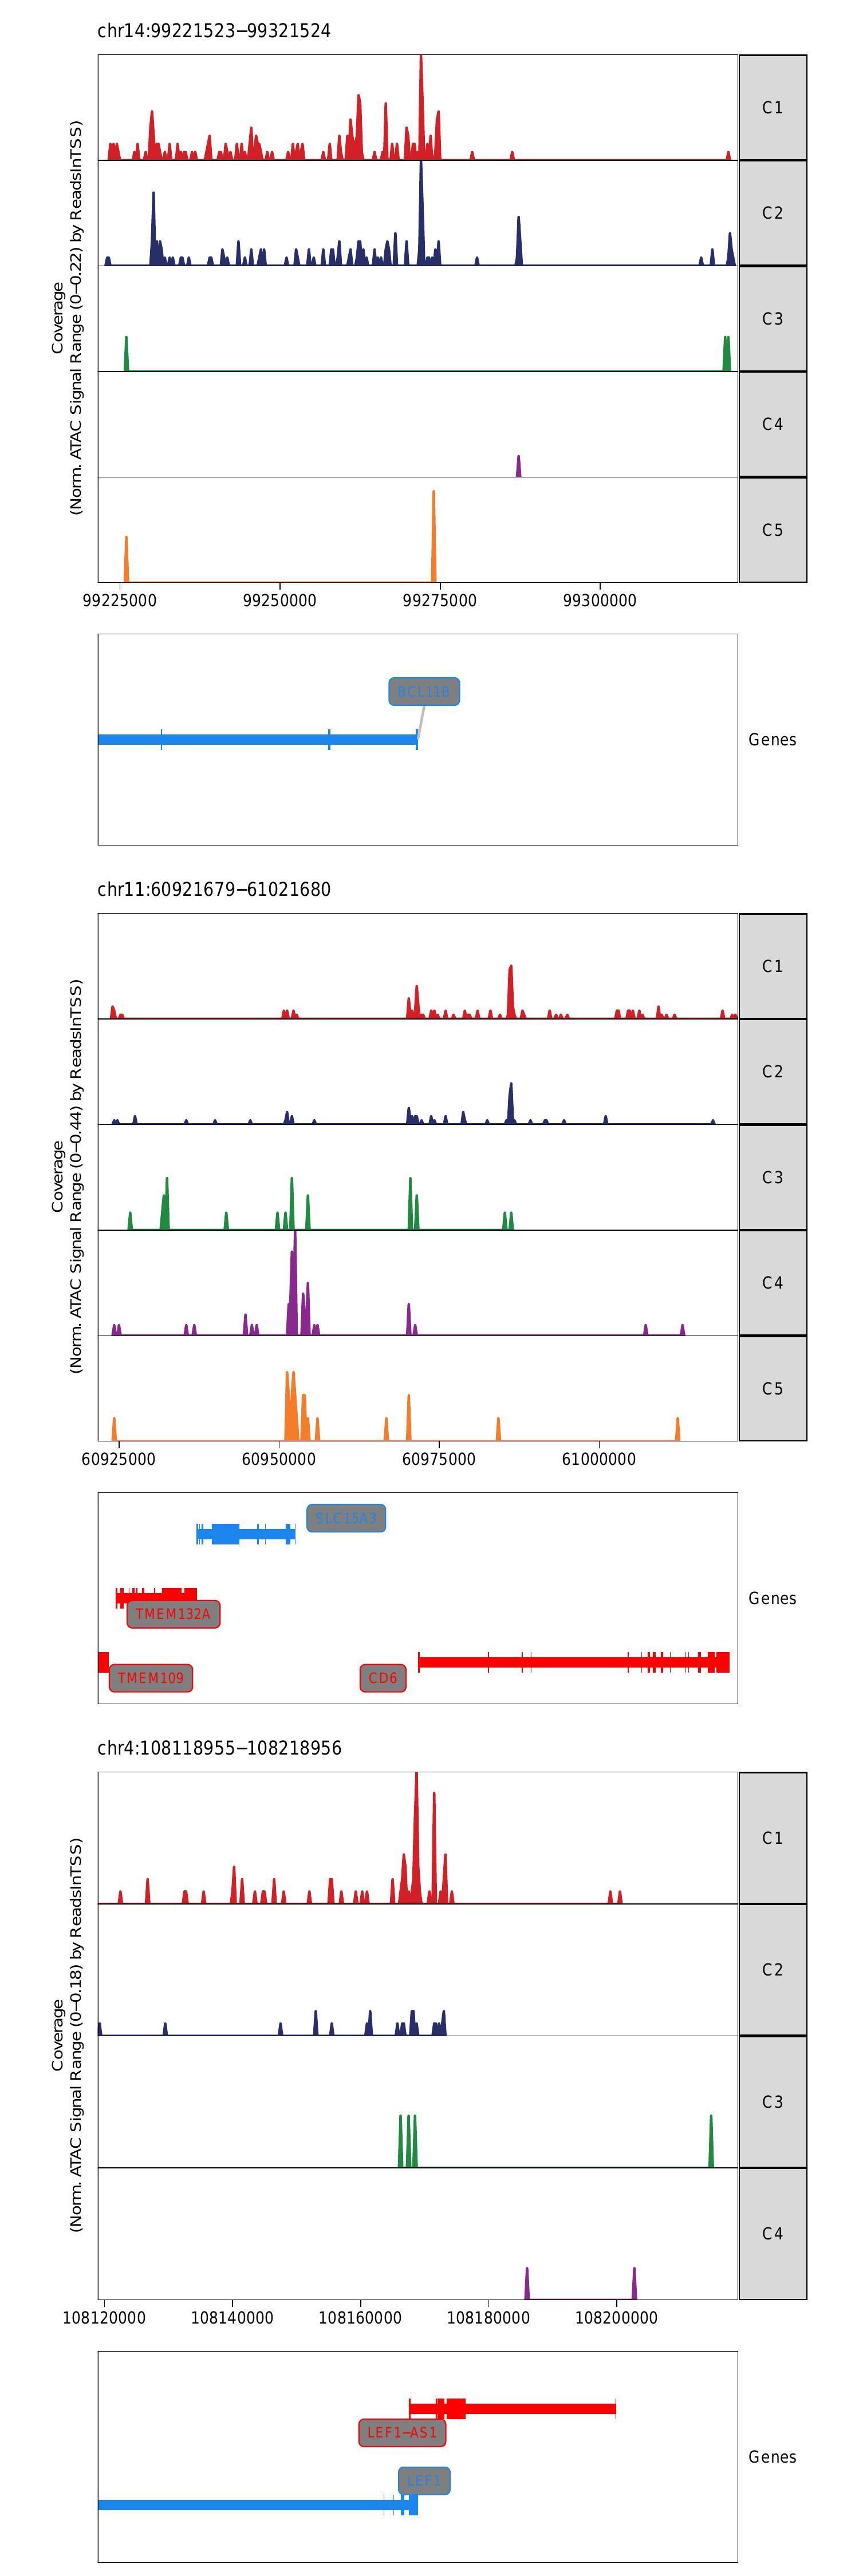 chr14:99221523−99321524
Coverage
(Norm. ATAC Signal Range (0−0.22) by ReadsInTSS)
C1
C2
C3
C4
C5
99225000 99250000 99275000 99300000
BCL11B
Genes
chr11:60921679−61021680
Coverage
(Norm. ATAC Signal Range (0−0.44) by ReadsInTSS)
C1
C2
C3
C4
C5
60925000 60950000 60975000 61000000
SLC15A3
TMEM132A
TMEM109
CD6
Genes
chr4:108118955−108218956
Coverage
(Norm. ATAC Signal Range (0−0.18) by ReadsInTSS)
C1
C2
C3
C4
108120000 108140000 108160000 108180000 108200000
LEF1−AS1
LEF1
Genes